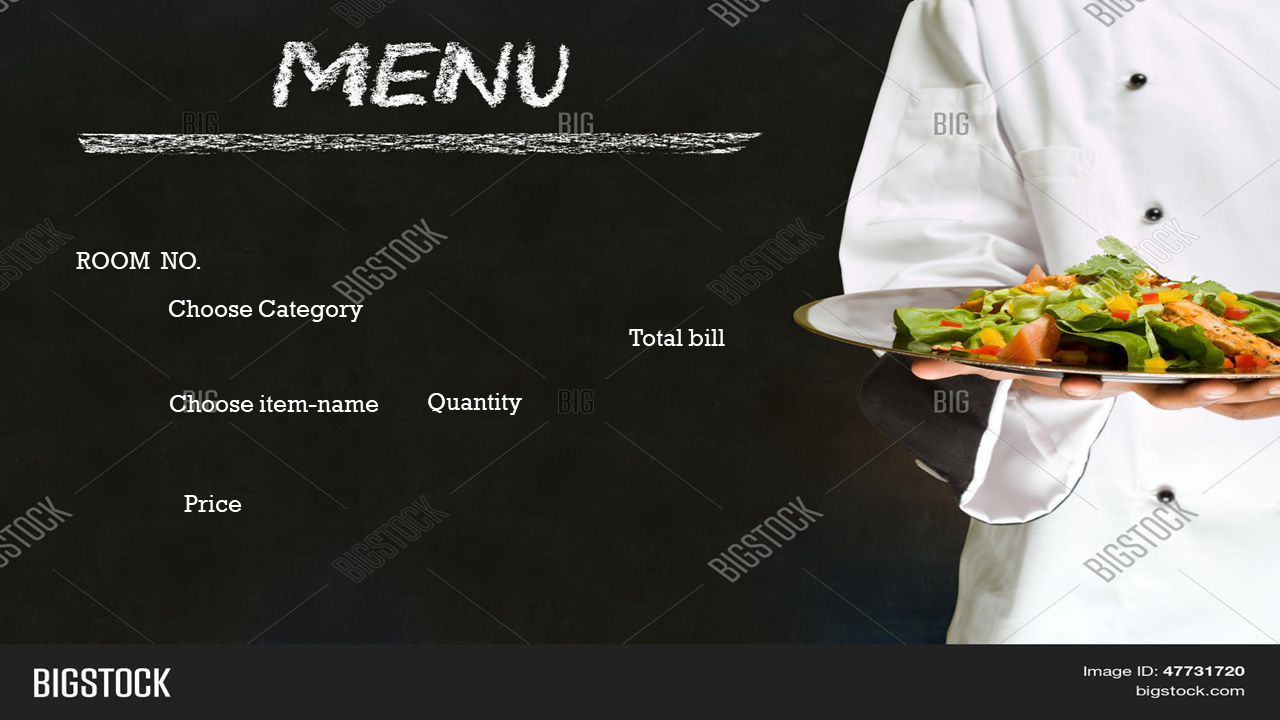 MENU
ROOM NO.
Choose Category
Total bill
Choose item-name
Quantity
Price
BIGSTOCK
Image ID: 47731720
bigstock.com